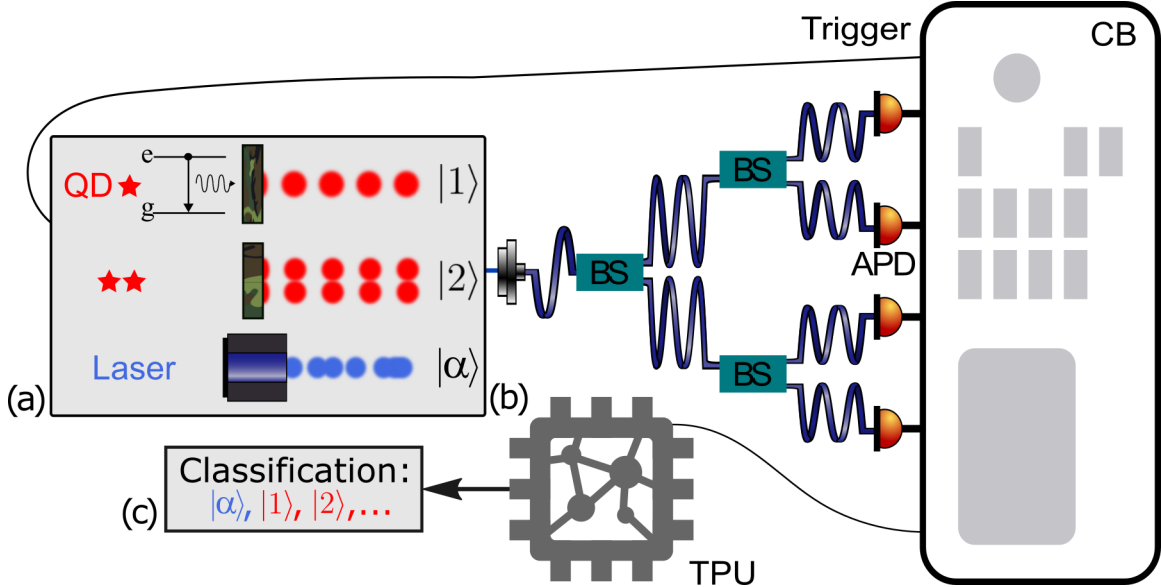 Trigger
CB
e
QD
g
|1⟩
|2⟩
Laser
|α⟩
(a)
BS
BS
BS
APD
(b)
Classification:
|α⟩, |1⟩, |2⟩,...
(c)
TPU